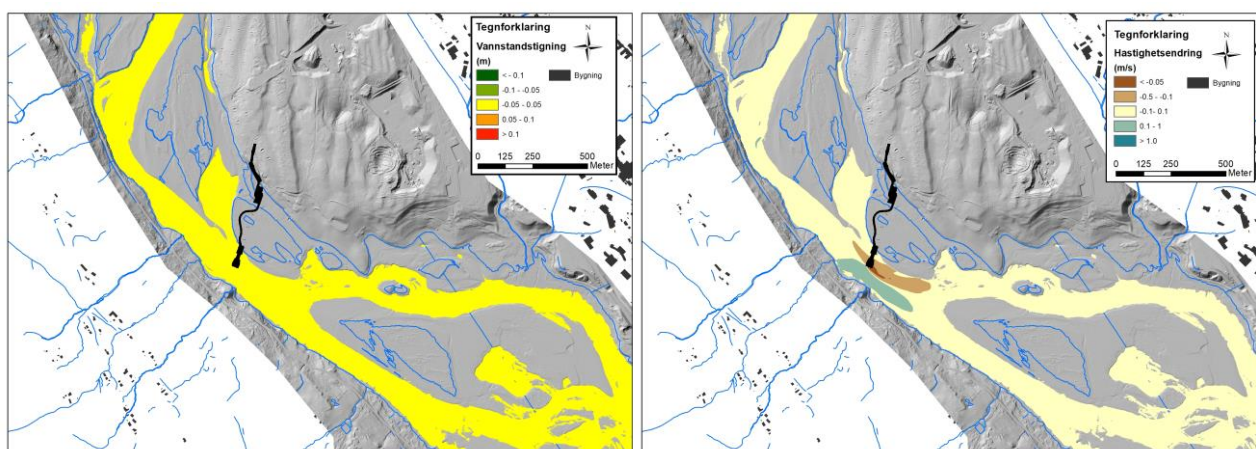 Tegnforklaring
Vannstandstigning
(m)
N
< - 0.1
-0.1 - -0.05
-0.05 - 0.05
0.05 - 0.1
> 0.1
Bygning
0 125 250 500
Meter
Tegnforklaring
Hastighetsendring
(m/s)
N
< -0.05
-0.5 - -0.1
-0.1- 0.1
0.1 - 1
> 1.0
Bygning
0 125 250 500
Meter